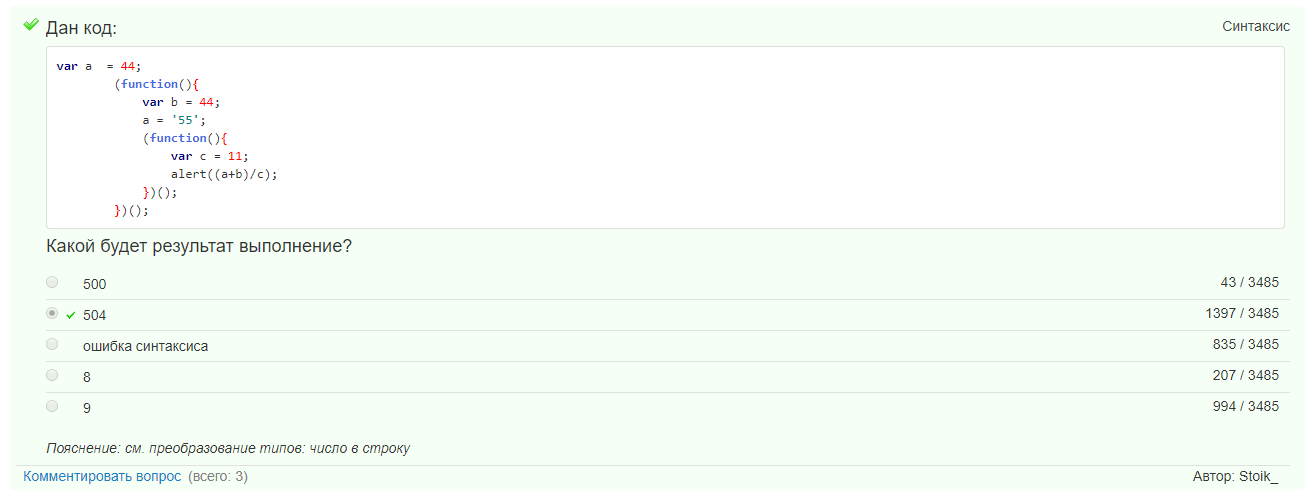 Дан код:
Синтаксис
var a  = 44;
        (function(){
            var b = 44;
            a = '55';
            (function(){
                var c = 11;
                alert((a+b)/c);
            })();
        })();
Какой будет результат выполнение?
500 43 / 3485
504 1397 / 3485
ошибка синтаксиса 835 / 3485
8 207 / 3485
9 994 / 3485
Пояснение: см. преобразование типов: число в строку
Комментировать вопрос (всего: 3) Автор: Stoik_